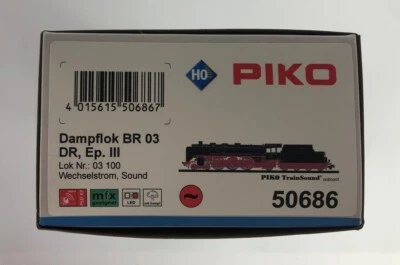 H0
PIKO
4 015615 506867
Dampflok BR 03
DR, Ep. III
Lok Nr.: 03 100
Wechselstrom, Sound
PIKO TrainSound
LED
50686